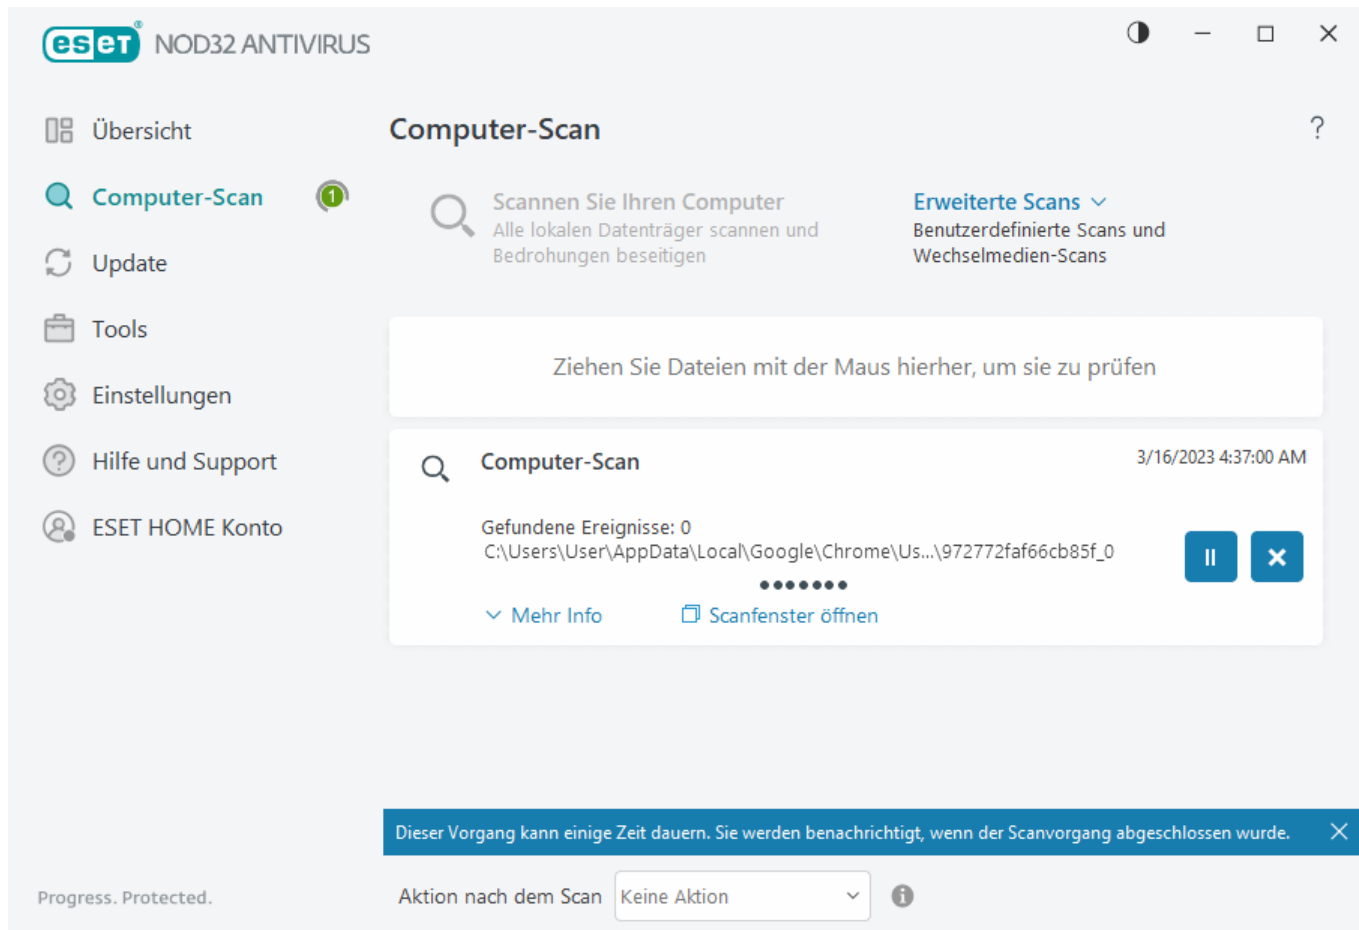 eset® NOD32 ANTIVIRUS
Übersicht
Computer-Scan 1
Update
Tools
Einstellungen
Hilfe und Support
ESET HOME Konto
Progress. Protected.
Computer-Scan ?
Scannen Sie Ihren Computer
Alle lokalen Datenträger scannen und
Bedrohungen beseitigen
Erweiterte Scans
Benutzerdefinierte Scans und
Wechselmedien-Scans
Ziehen Sie Dateien mit der Maus hierher, um sie zu prüfen
Computer-Scan 3/16/2023 4:37:00 AM
Gefundene Ereignisse: 0
C:\Users\User\AppData\Local\Google\Chrome\Us...\972772faf66cb85f_0
Mehr Info Scanfenster öffnen
Dieser Vorgang kann einige Zeit dauern. Sie werden benachrichtigt, wenn der Scanvorgang abgeschlossen wurde.
Aktion nach dem Scan Keine Aktion